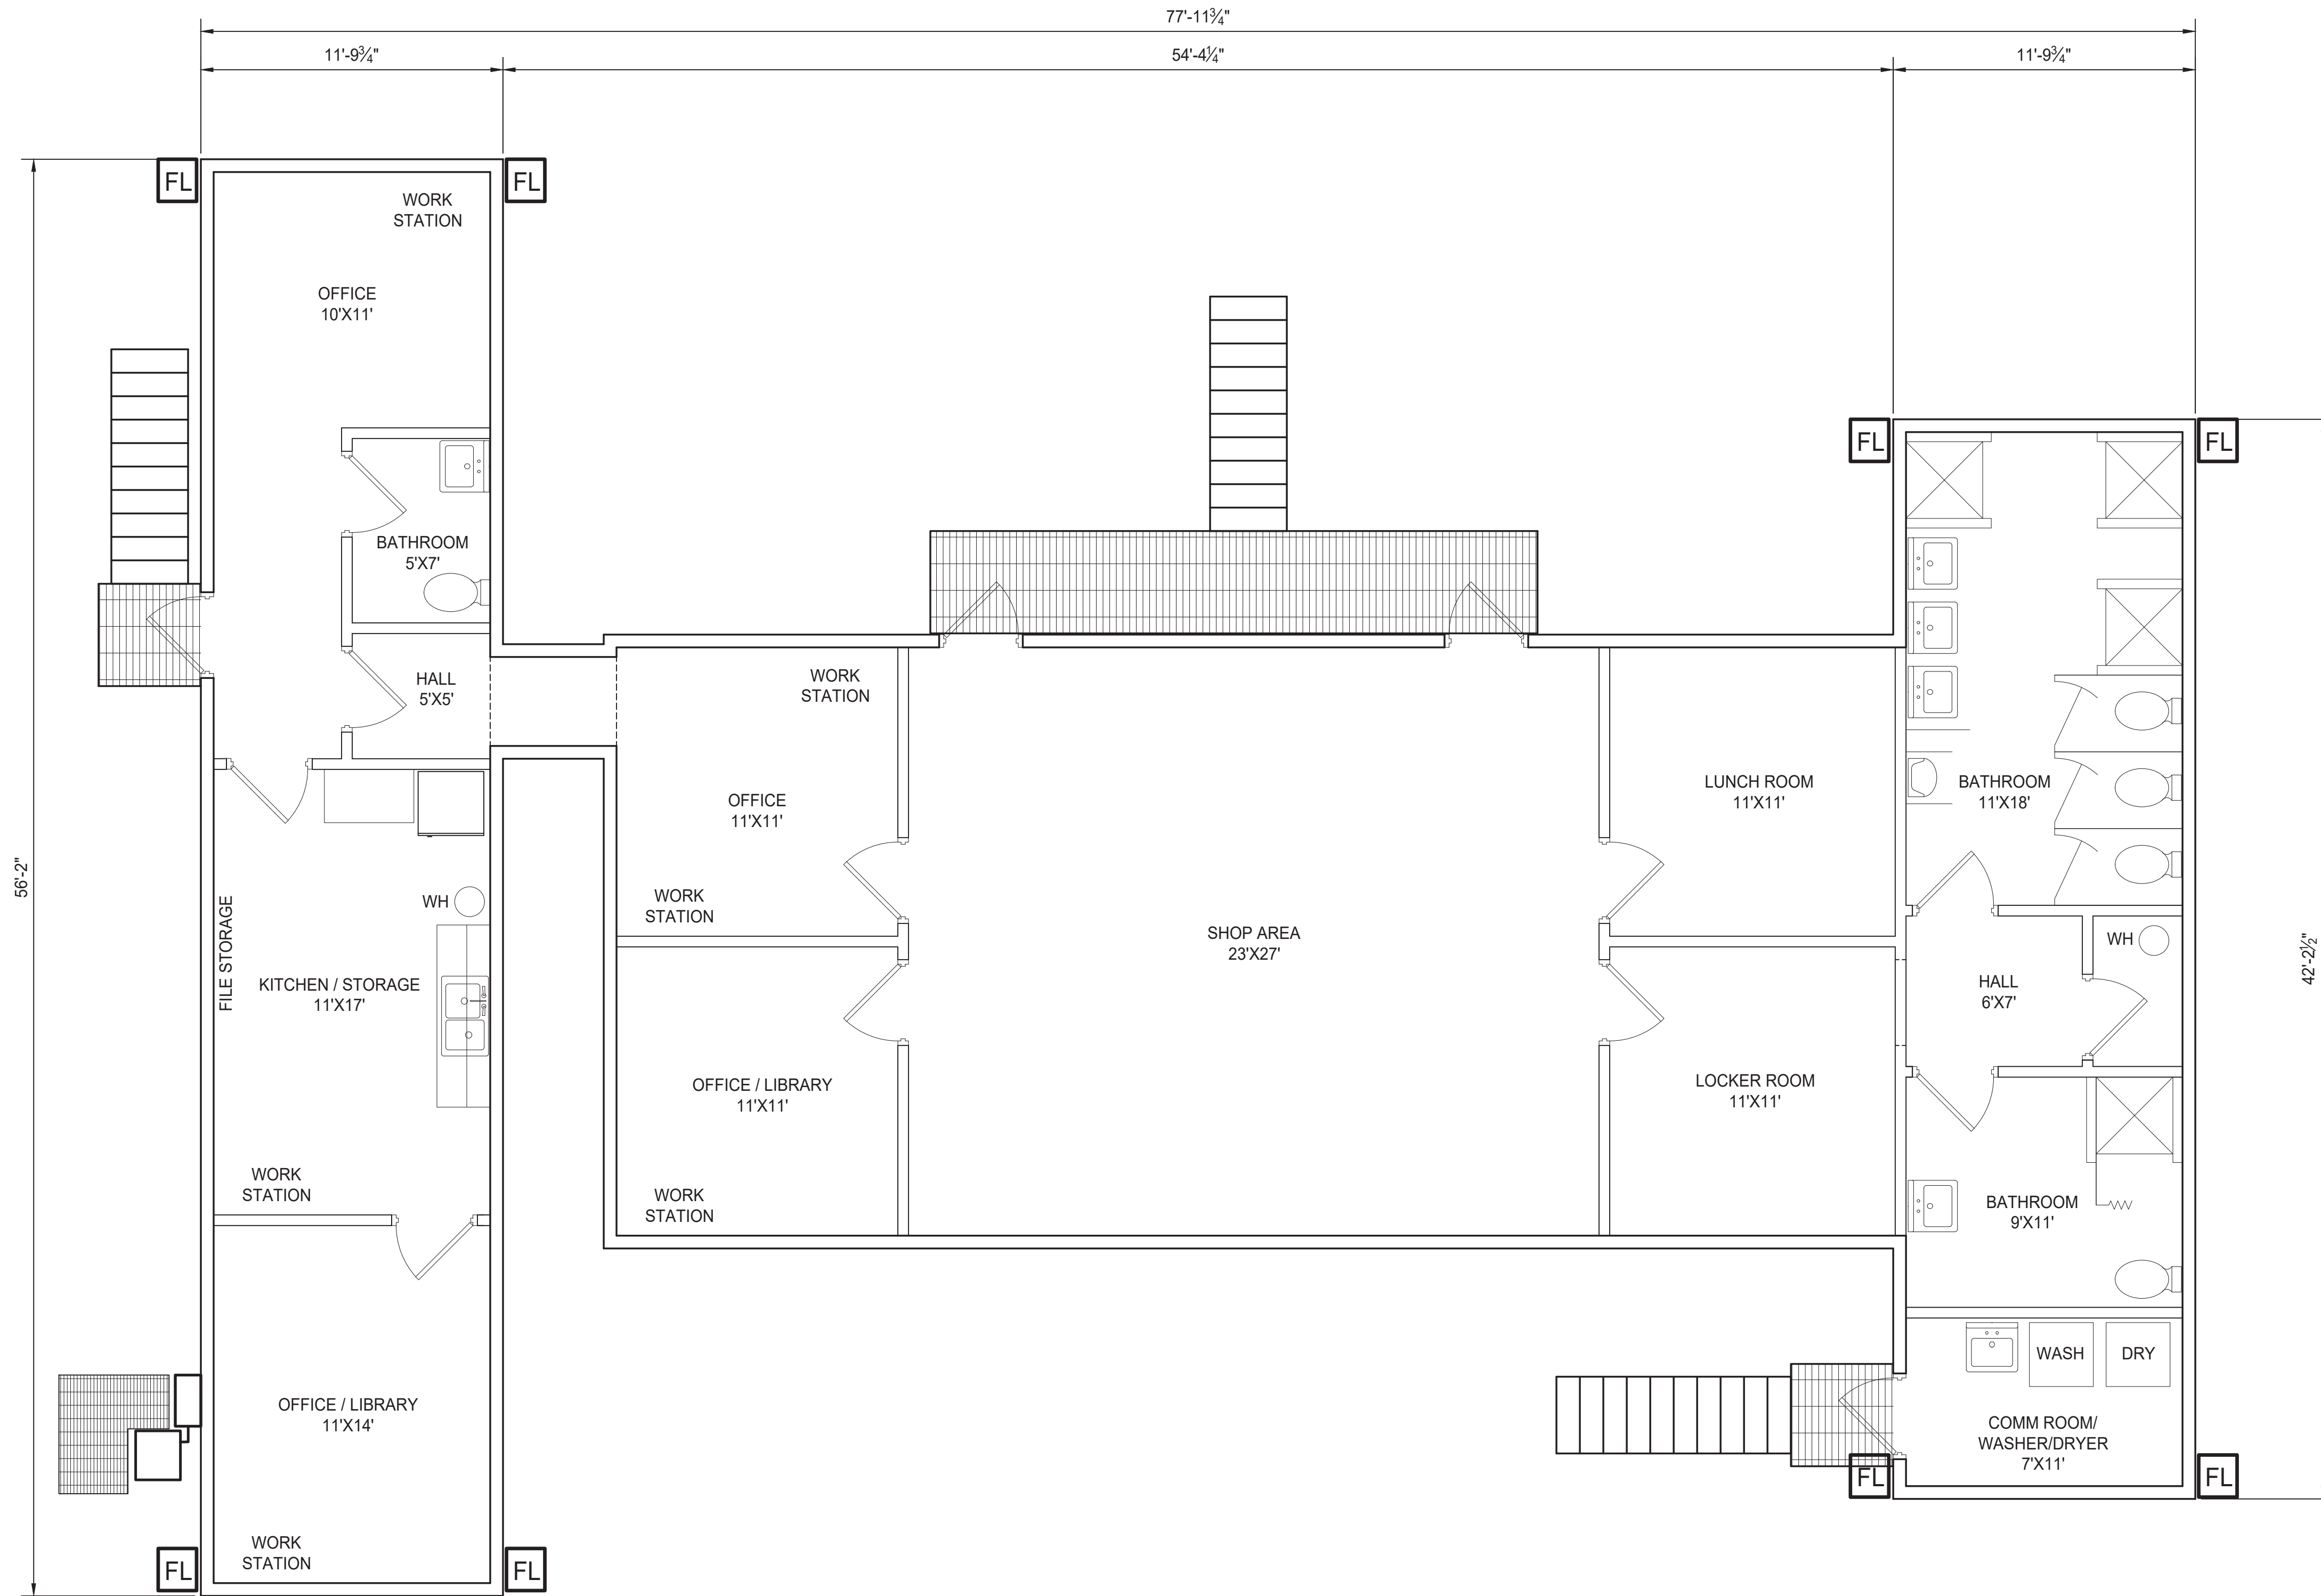 77'-11¾"
11'-9¾"
54'-4¼"
11'-9¾"
FL
FL
WORK
STATION
OFFICE
10'X11'
FL
FL
BATHROOM
5'X7'
HALL
5'X5'
WORK
STATION
OFFICE
11'X11'
WORK
STATION
LUNCH ROOM
11'X11'
BATHROOM
11'X18'
56'-2"
WH
FILE STORAGE
KITCHEN / STORAGE
11'X17'
SHOP AREA
23'X27'
WH
HALL
6'X7'
42'-2½"
OFFICE / LIBRARY
11'X11'
LOCKER ROOM
11'X11'
WORK
STATION
WORK
STATION
BATHROOM
9'X11'
WASH
DRY
OFFICE / LIBRARY
11'X14'
COMM ROOM/
WASHER/DRYER
7'X11'
FL
FL
WORK
STATION
FL
FL